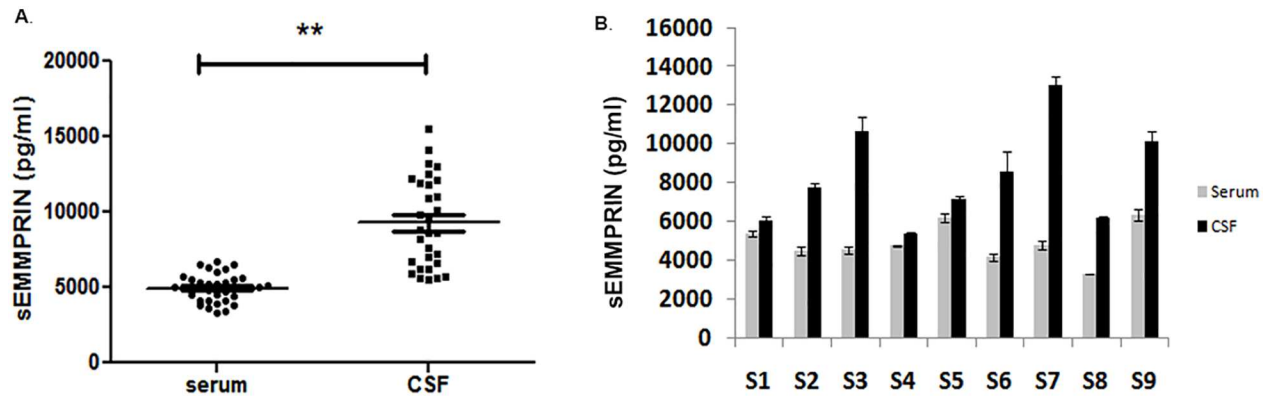 A.
**
20000
15000
10000
5000
0
sEMMPRIN (pg/ml)
serum
CSF
B.
16000
14000
12000
10000
8000
6000
4000
2000
0
sEMMPRIN (pg/ml)
S1 S2 S3 S4 S5 S6 S7 S8 S9
Serum
CSF